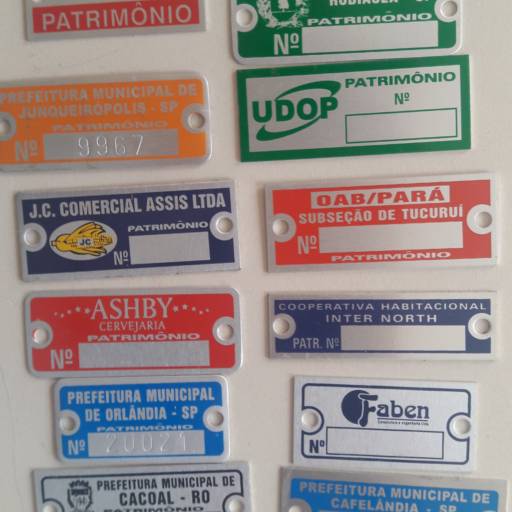 PATRIMÔNIO
PATRIMÔNIO
Nº
PREFEITURA MUNICIPAL DE
JUNQUEIRÓPOLIS - SP
PATRIMÔNIO
Nº 9967
UDOP
PATRIMÔNIO
Nº
J.C. COMERCIAL ASSIS LTDA
JC
PATRIMÔNIO
Nº
OAB/PARÁ
SUBSEÇÃO DE TUCURUÍ
Nº
PATRIMÔNIO
ASHBY
CERVEJARIA
PATRIMÔNIO
Nº
COOPERATIVA HABITACIONAL
INTER NORTH
PATR. Nº
PREFEITURA MUNICIPAL
DE ORLÂNDIA - SP
PATRIMÔNIO
20021
Faben
Nº
PREFEITURA MUNICIPAL DE
CACOAL - RO
PATRIMÔNIO
PREFEITURA MUNICIPAL DE
CAFELÂNDIA - SP